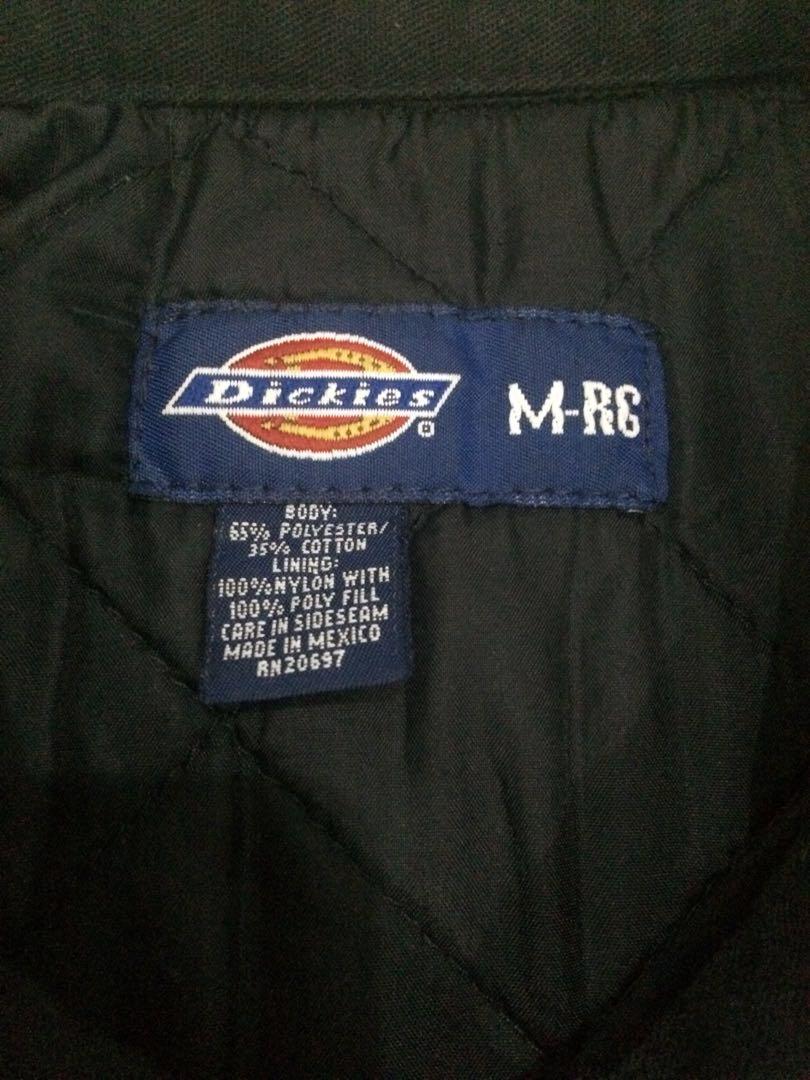 Dickies ®
M-RG
BODY:
65% POLYESTER/
35% COTTON
LINING:
100% NYLON WITH
100% POLY FILL
CARE IN SIDESEAM
MADE IN MEXICO
RN20697